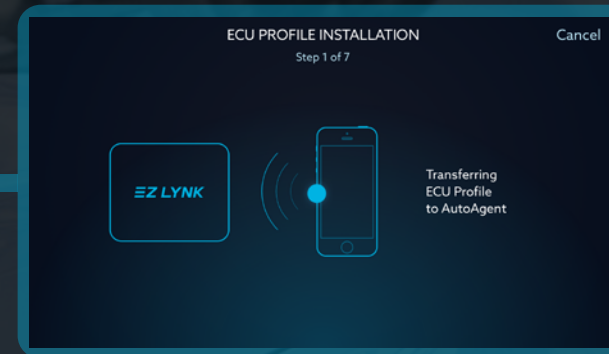 ECU PROFILE INSTALLATION
Cancel
Step 1 of 7
EZ LYNK
Transferring
ECU Profile
to AutoAgent